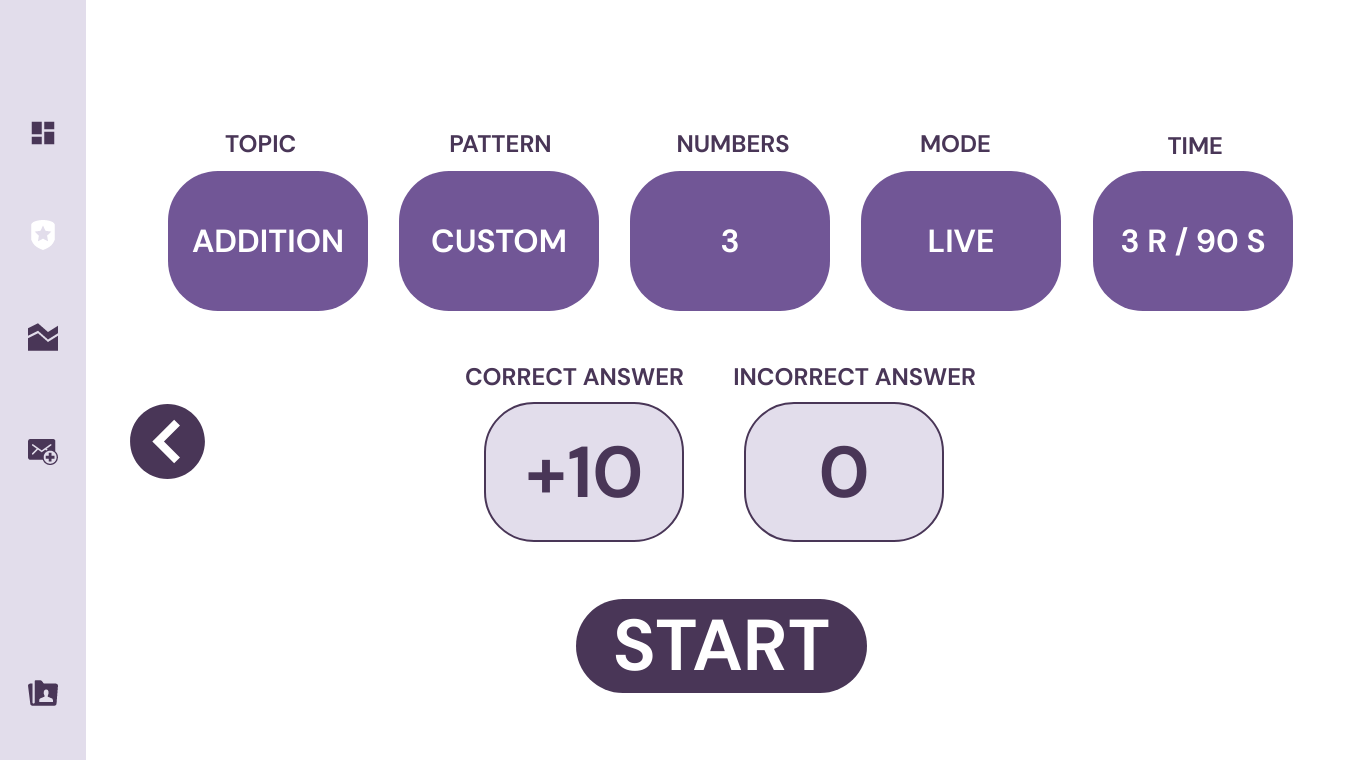 TOPIC
PATTERN
NUMBERS
MODE
TIME
ADDITION
CUSTOM
3
LIVE
3 R / 90 S
CORRECT ANSWER
INCORRECT ANSWER
+10
0
START